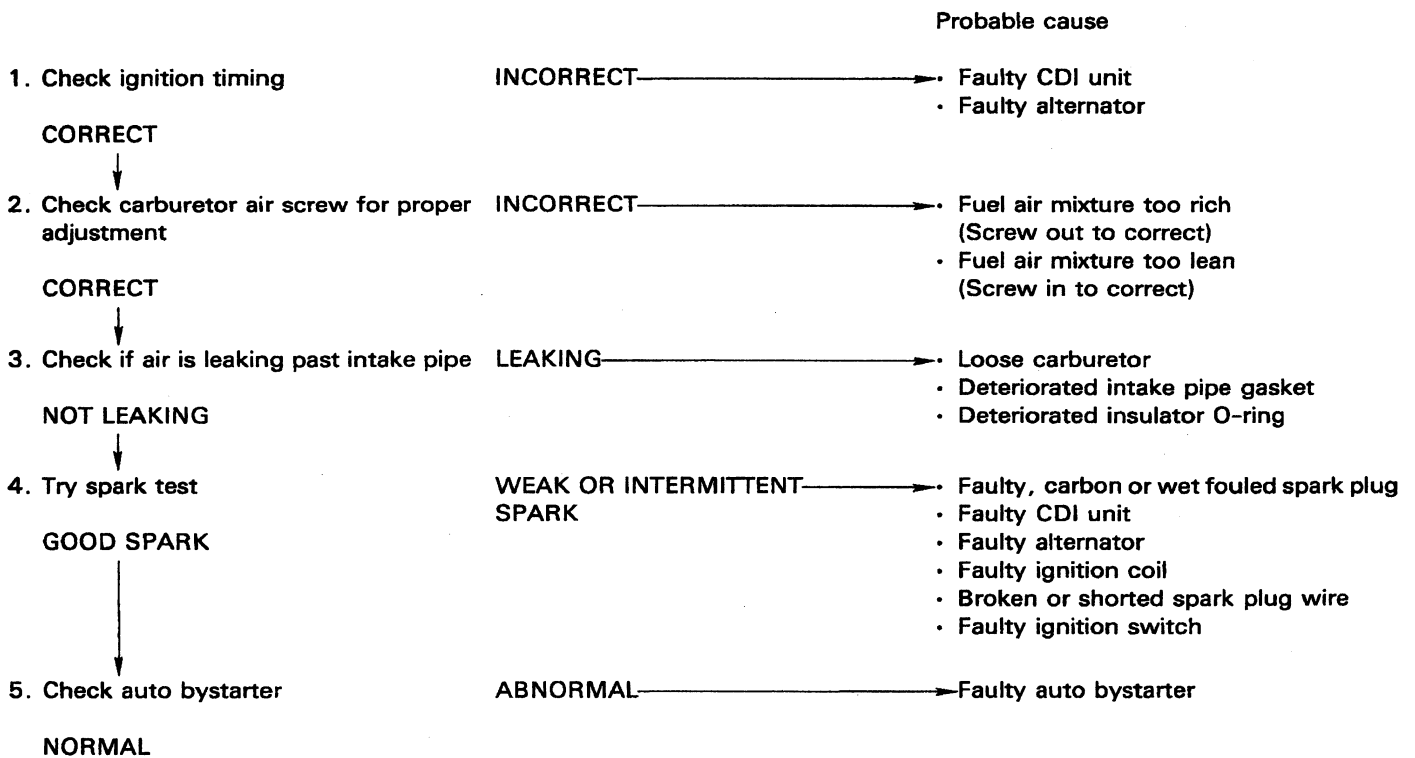 Probable cause
1. Check ignition timing INCORRECT • Faulty CDI unit
• Faulty alternator
CORRECT
2. Check carburetor air screw for proper INCORRECT • Fuel air mixture too rich
adjustment (Screw out to correct)
• Fuel air mixture too lean
CORRECT (Screw in to correct)
3. Check if air is leaking past intake pipe LEAKING • Loose carburetor
• Deteriorated intake pipe gasket
NOT LEAKING • Deteriorated insulator O-ring
4. Try spark test WEAK OR INTERMITTENT • Faulty, carbon or wet fouled spark plug
SPARK • Faulty CDI unit
GOOD SPARK • Faulty alternator
• Faulty ignition coil
• Broken or shorted spark plug wire
• Faulty ignition switch
5. Check auto bystarter ABNORMAL Faulty auto bystarter
NORMAL